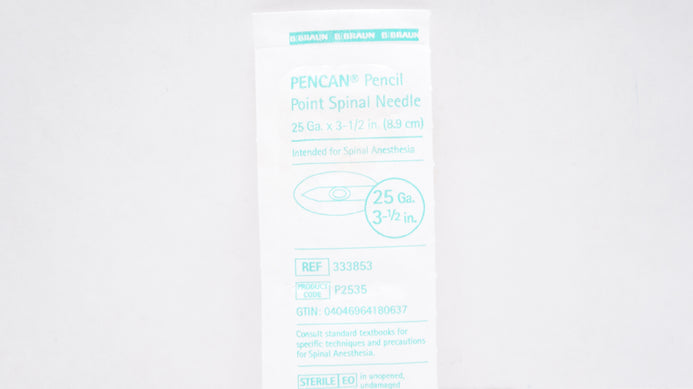 B|BRAUN B|BRAUN B|BRAUN
PENCAN® Pencil
Point Spinal Needle
25 Ga. x 3-1/2 in. (8.9 cm)
Intended for Spinal Anesthesia
25 Ga.
3-1/2 in.
REF 333853
PRODUCT
CODE P2535
GTIN: 04046964180637
Consult standard textbooks for
specific techniques and precautions
for Spinal Anesthesia.
STERILE EO in unopened,
undamaged